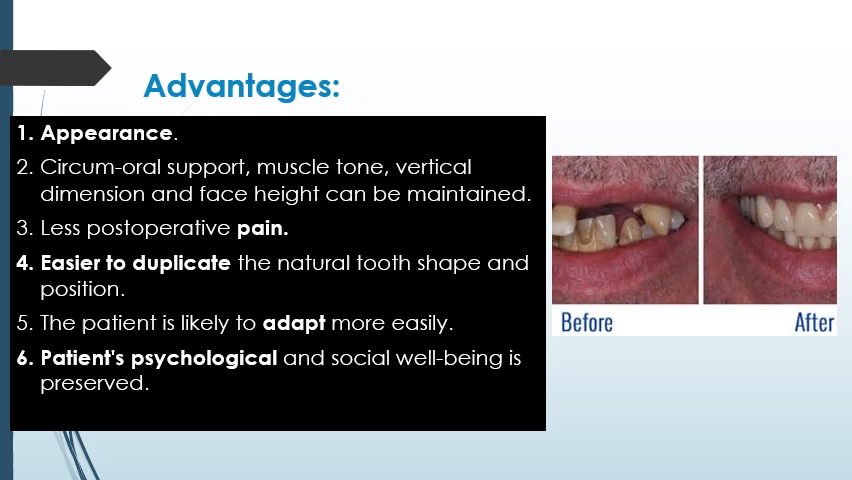 Advantages:
1. Appearance.
2. Circum-oral support, muscle tone, vertical
dimension and face height can be maintained.
3. Less postoperative pain.
4. Easier to duplicate the natural tooth shape and
position.
5. The patient is likely to adapt more easily.
6. Patient's psychological and social well-being is
preserved.
Before
After